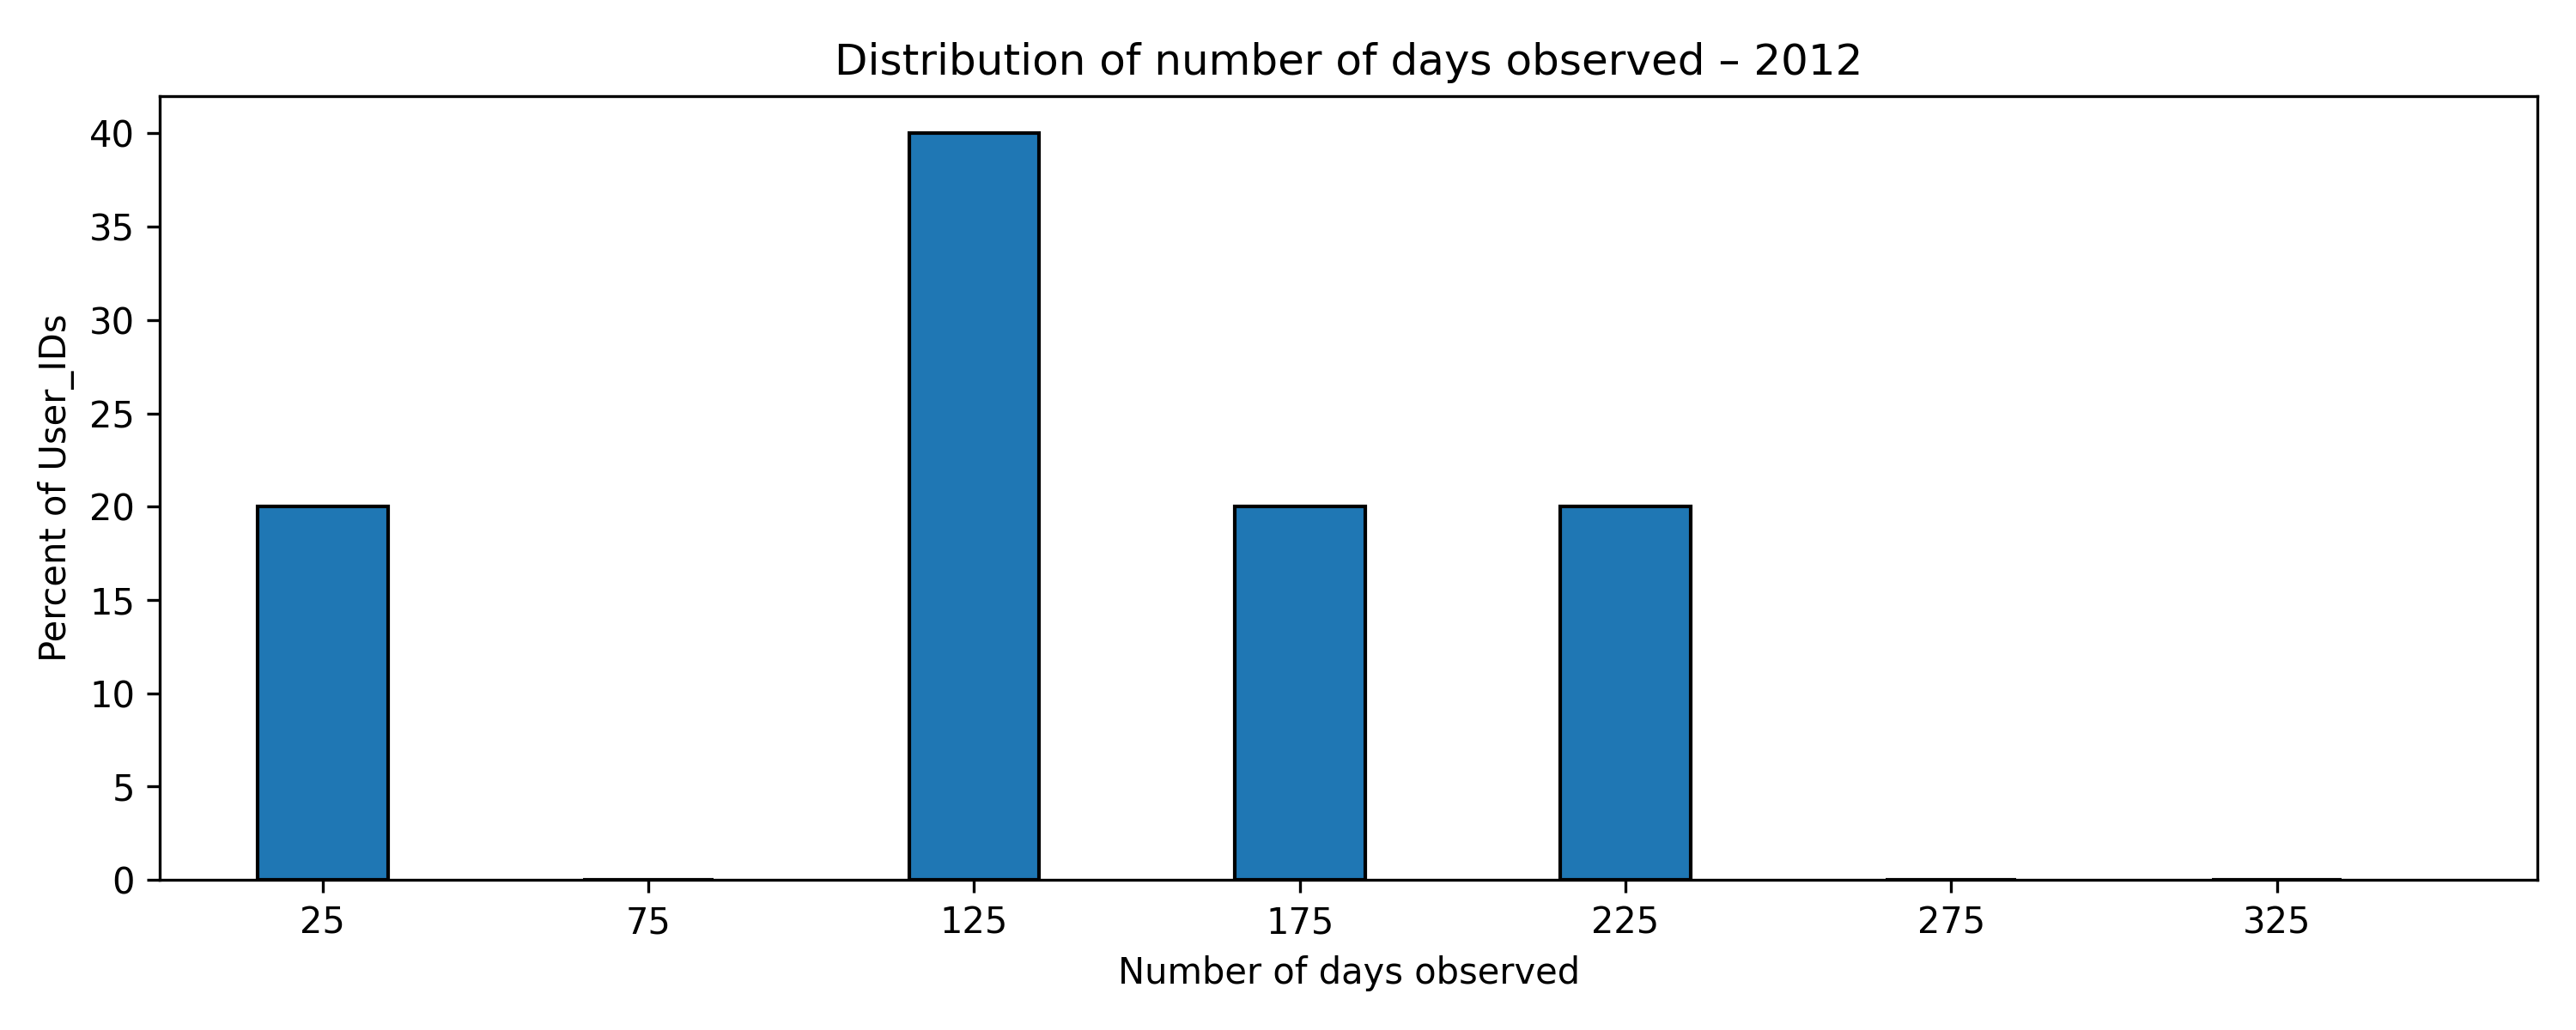 Distribution of number of days observed – 2012
Percent of User_IDs
40
35
30
25
20
15
10
5
0
25 75 125 175 225 275 325
Number of days observed